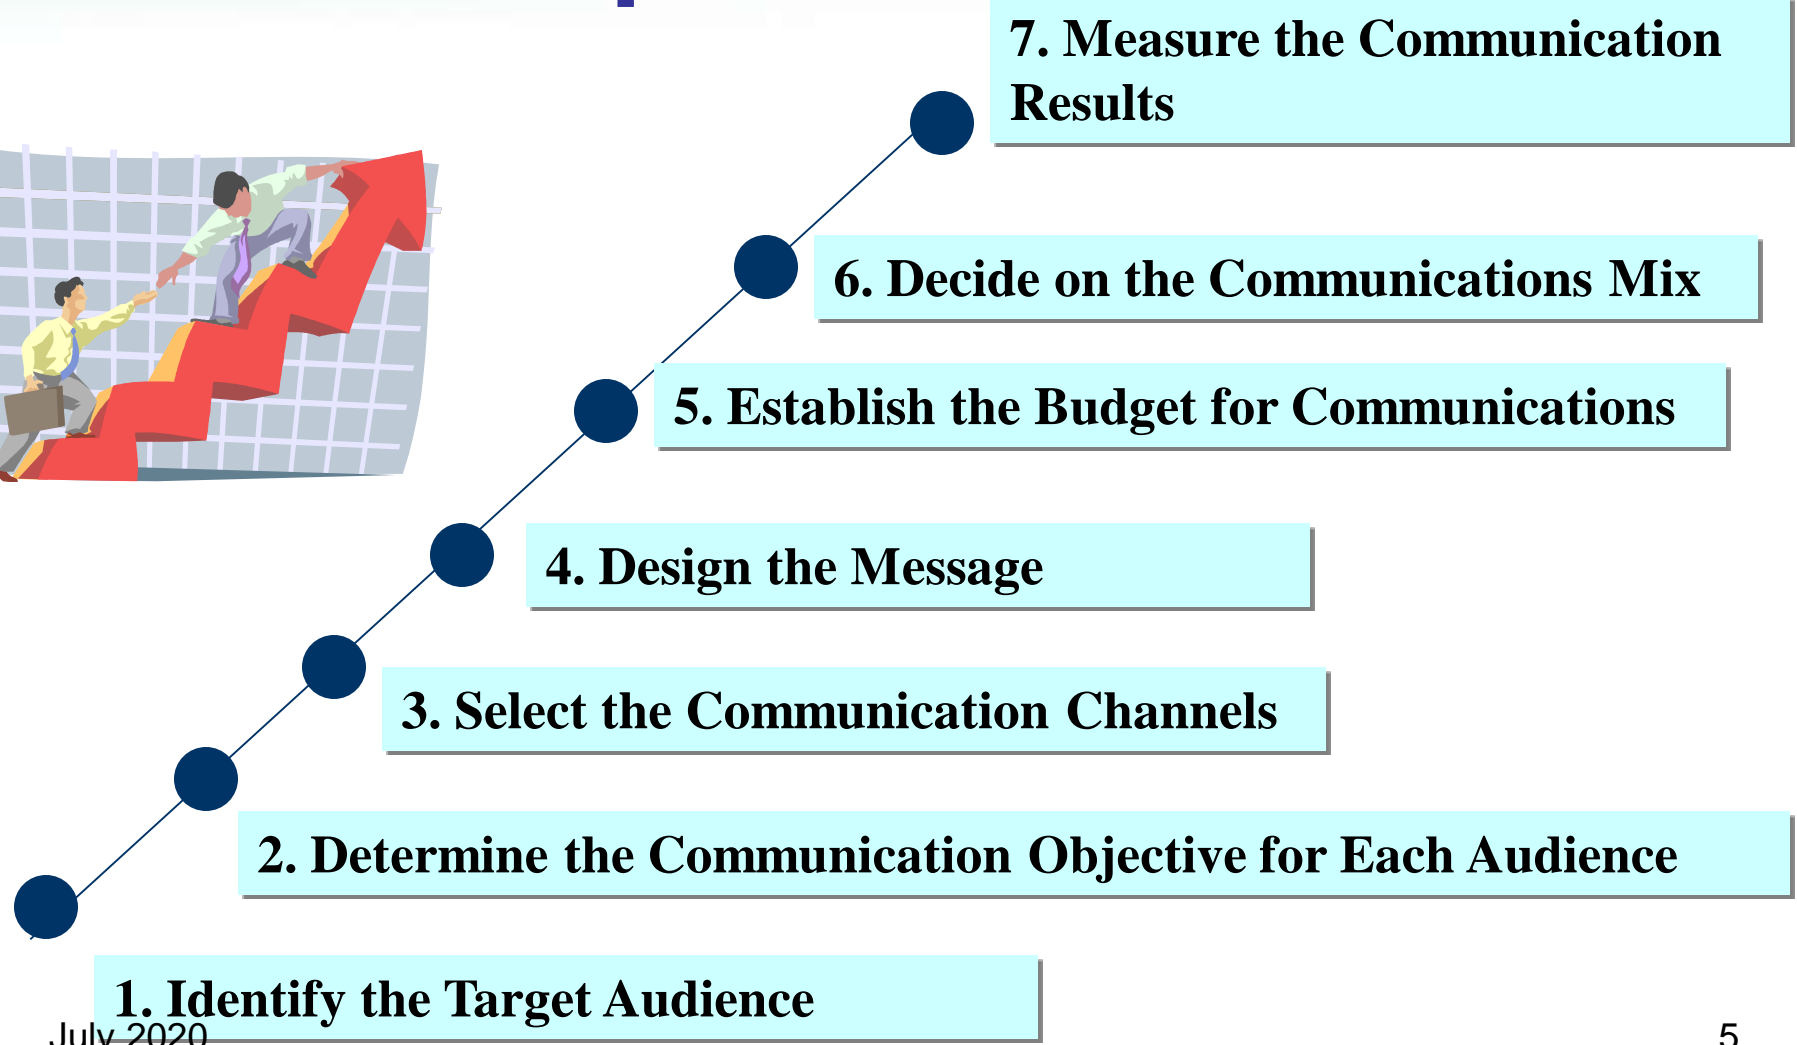 7. Measure the Communication
Results
6. Decide on the Communications Mix
5. Establish the Budget for Communications
4. Design the Message
3. Select the Communication Channels
2. Determine the Communication Objective for Each Audience
1. Identify the Target Audience
July 2020
5